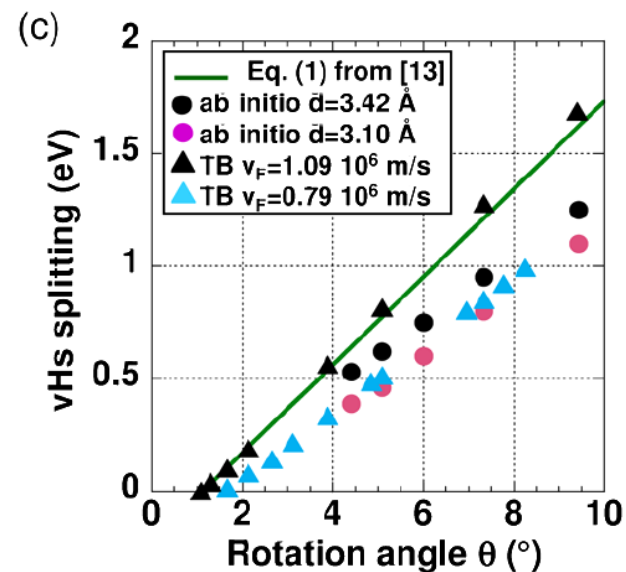 (c)
2
1.5
1
0.5
0
vHs splitting (eV)
Eq. (1) from [13]
ab initio d=3.42 Å
ab initio d=3.10 Å
TB v_F=1.09 10⁶ m/s
TB v_F=0.79 10⁶ m/s
0 2 4 6 8 10
Rotation angle θ (°)